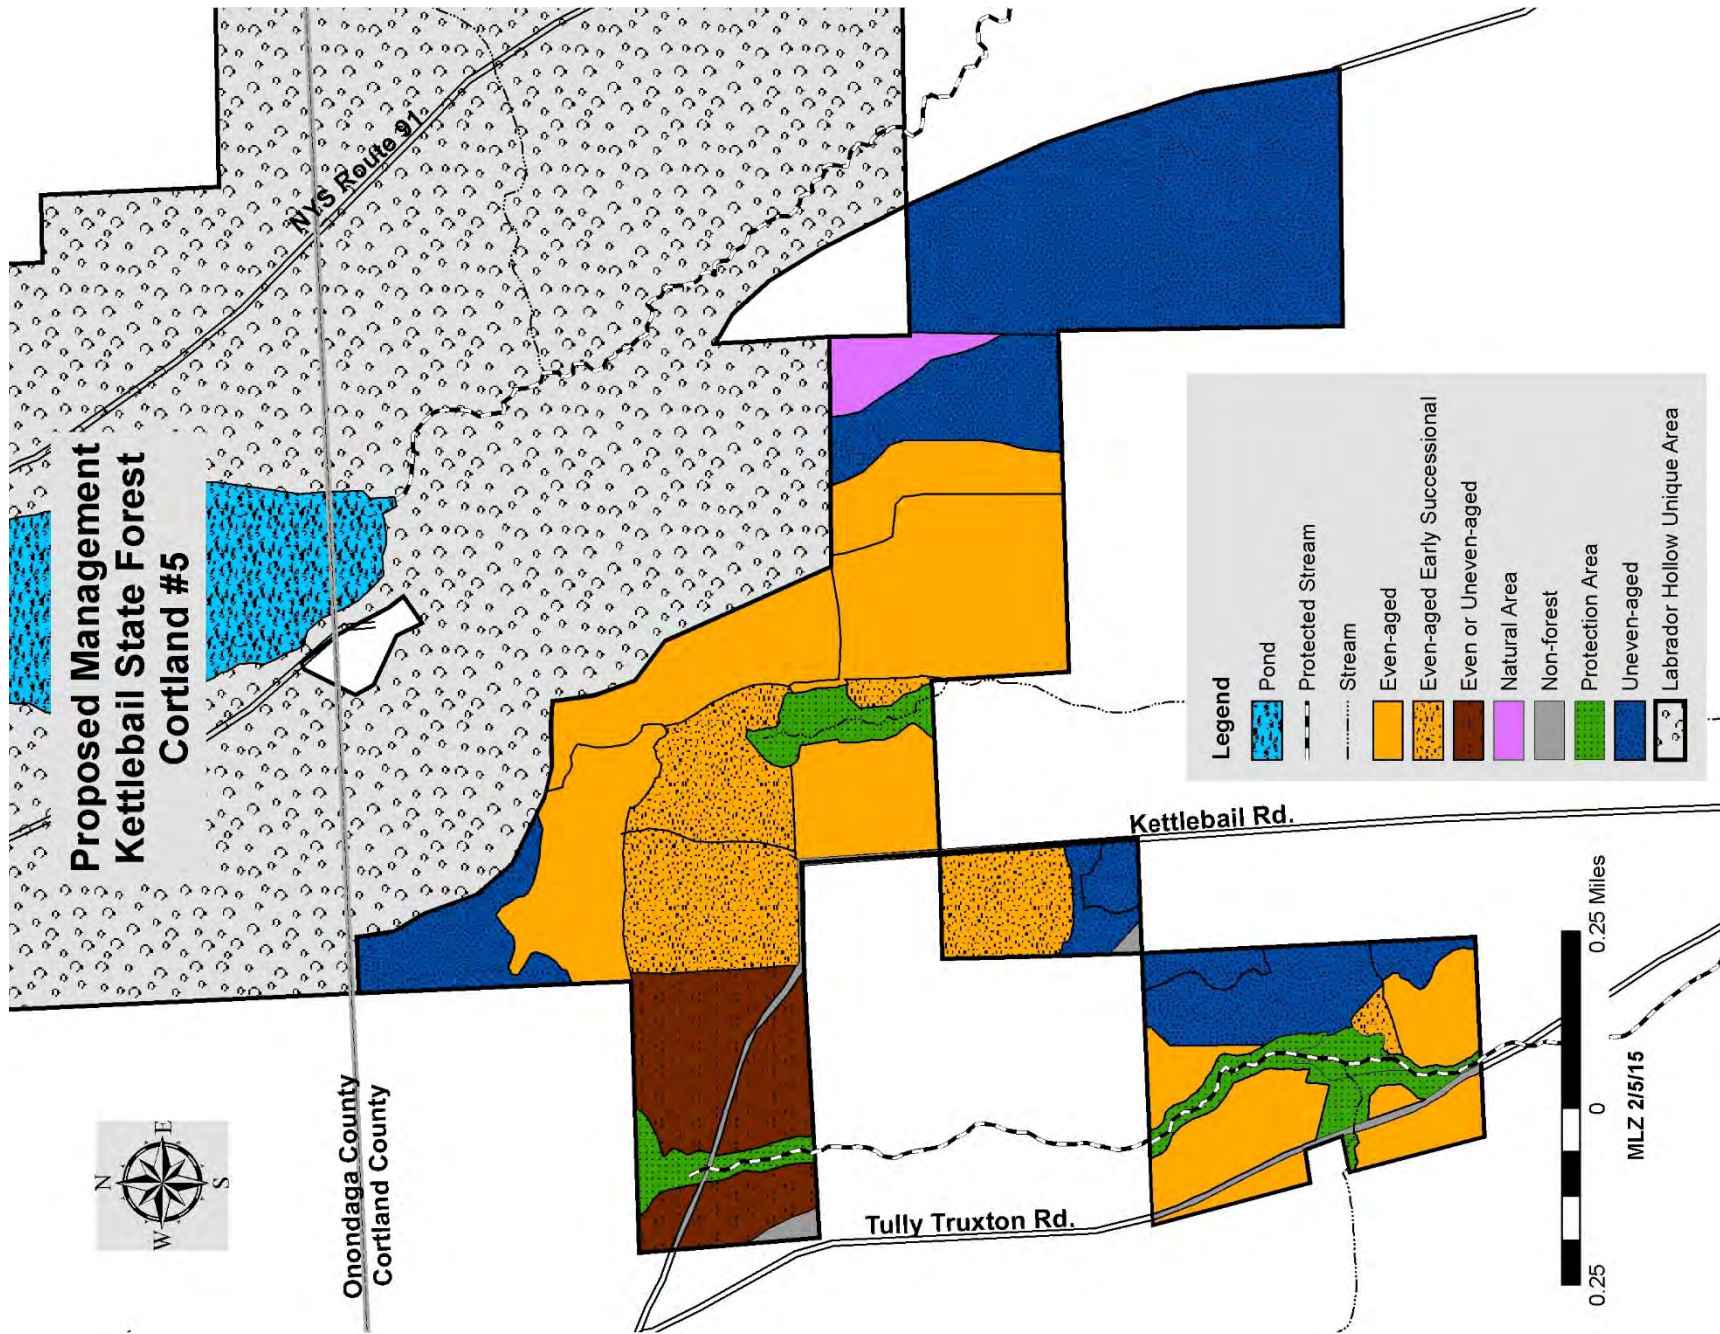 Proposed Management
Kettlebail State Forest
Cortland #5
NYS Route 91
N
W
E
S
Onondaga County
Cortland County
Kettlebail Rd.
Tully Truxton Rd.
Legend
Pond
Protected Stream
Stream
Even-aged
Even-aged Early Successional
Even or Uneven-aged
Natural Area
Non-forest
Protection Area
Uneven-aged
Labrador Hollow Unique Area
0.25
0
0.25 Miles
MLZ 2/5/15